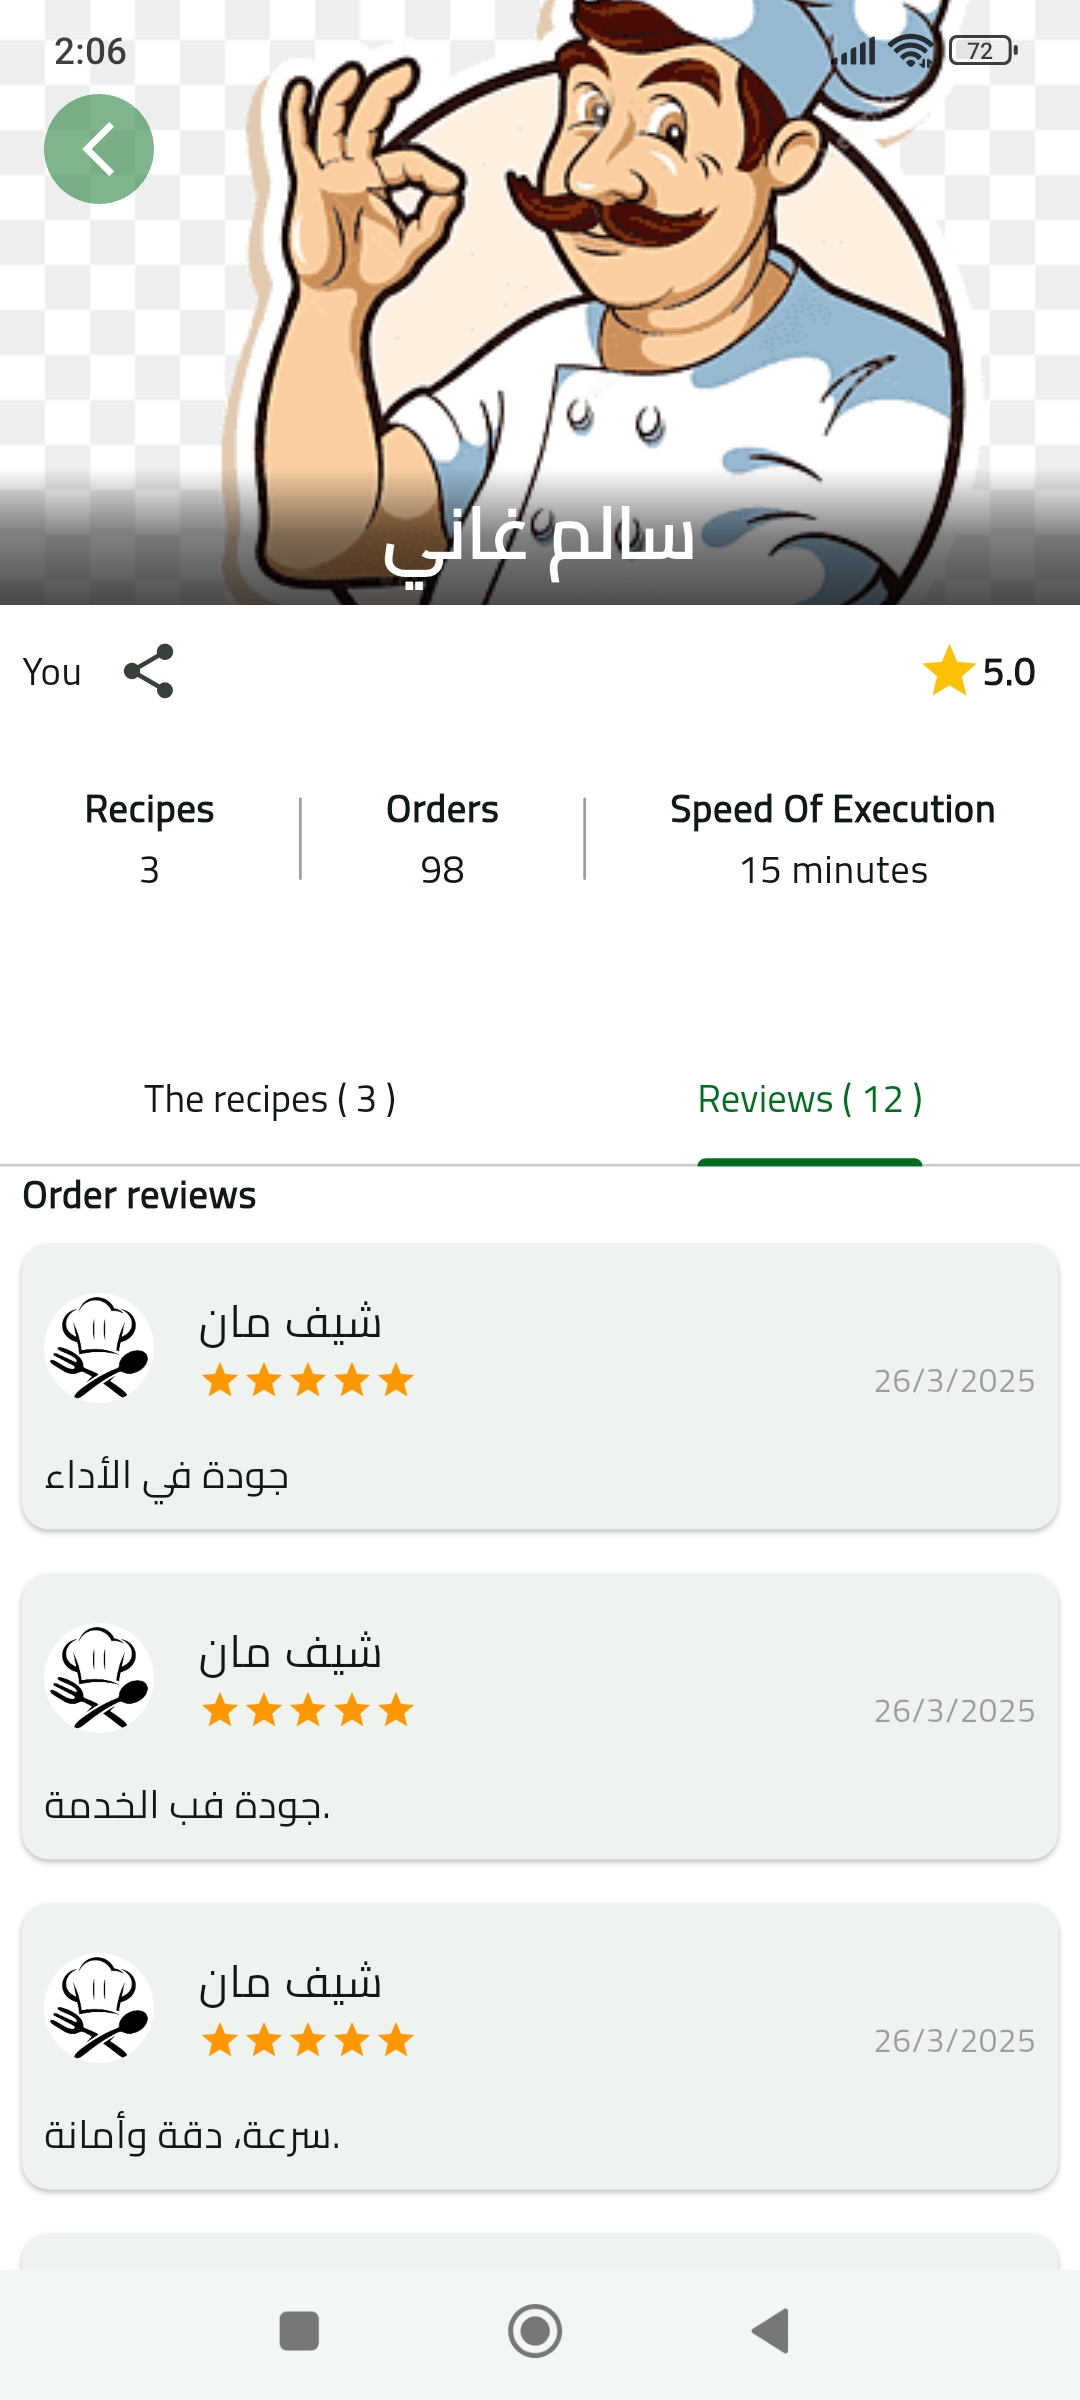 2:06
72
سالم غاني
You
5.0
Recipes
Orders
Speed Of Execution
3
98
15 minutes
The recipes ( 3 )
Reviews ( 12 )
Order reviews
شيف مان
26/3/2025
جودة في الأداء
شيف مان
26/3/2025
جودة فب الخدمة.
شيف مان
26/3/2025
سرعة، دقة وأمانة.